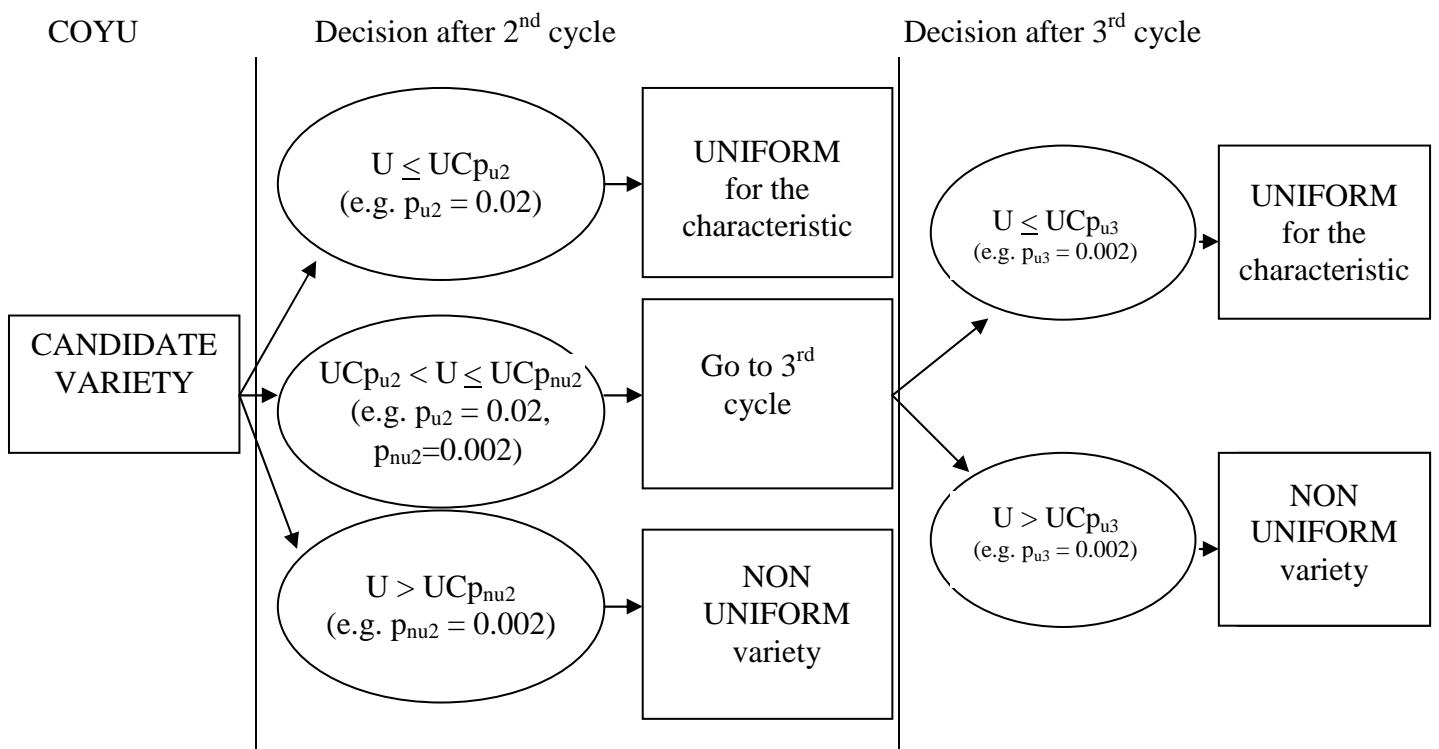 COYU
Decision after 2nd cycle
Decision after 3rd cycle
CANDIDATE
VARIETY
U ≤ UCpu2
(e.g. pu2 = 0.02)
UNIFORM
for the
characteristic
UCpu2 < U ≤ UCpnu2
(e.g. pu2 = 0.02,
pnu2=0.002)
Go to 3rd
cycle
U > UCpnu2
(e.g. pnu2 = 0.002)
NON
UNIFORM
variety
U ≤ UCpu3
(e.g. pu3 = 0.002)
UNIFORM
for the
characteristic
U > UCpu3
(e.g. pu3 = 0.002)
NON
UNIFORM
variety